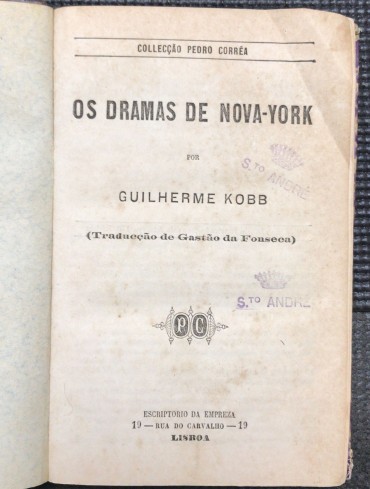 COLLECÇÃO PEDRO CORRÊA
OS DRAMAS DE NOVA-YORK
POR
S.TO ANDRÉ
GUILHERME KOBB
(Traducção de Gastão da Fonseca)
S.TO ANDRÉ
PC
ESCRIPTORIO DA EMPREZA
19 — RUA DO CARVALHO — 19
LISBOA